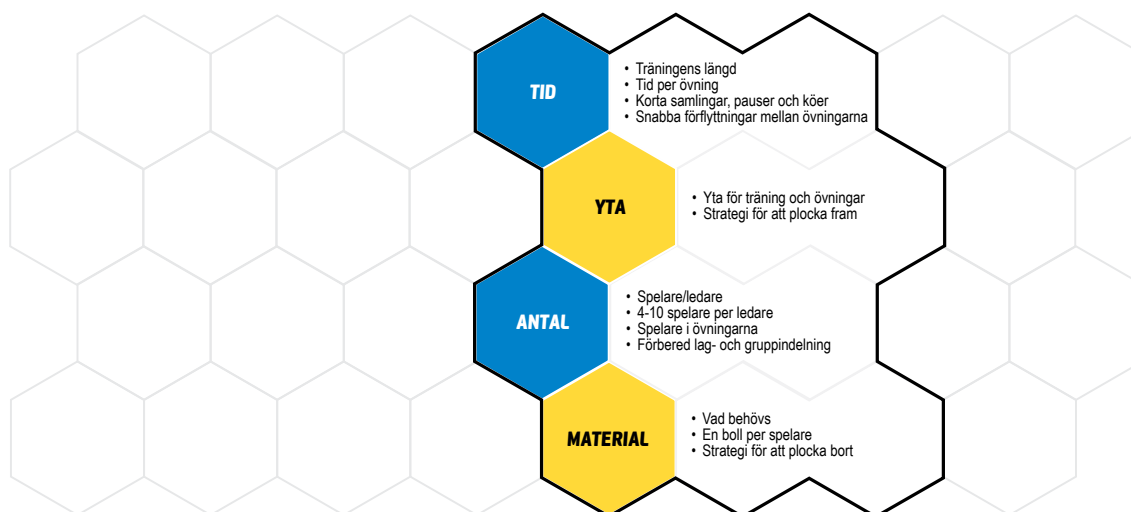 TID
• Träningens längd
• Tid per övning
• Korta samlingar, pauser och köer
• Snabba förflyttningar mellan övningarna
YTA
• Yta för träning och övningar
• Strategi för att plocka fram
ANTAL
• Spelare/ledare
• 4-10 spelare per ledare
• Spelare i övningarna
• Förbered lag- och gruppindelning
MATERIAL
• Vad behövs
• En boll per spelare
• Strategi för att plocka bort